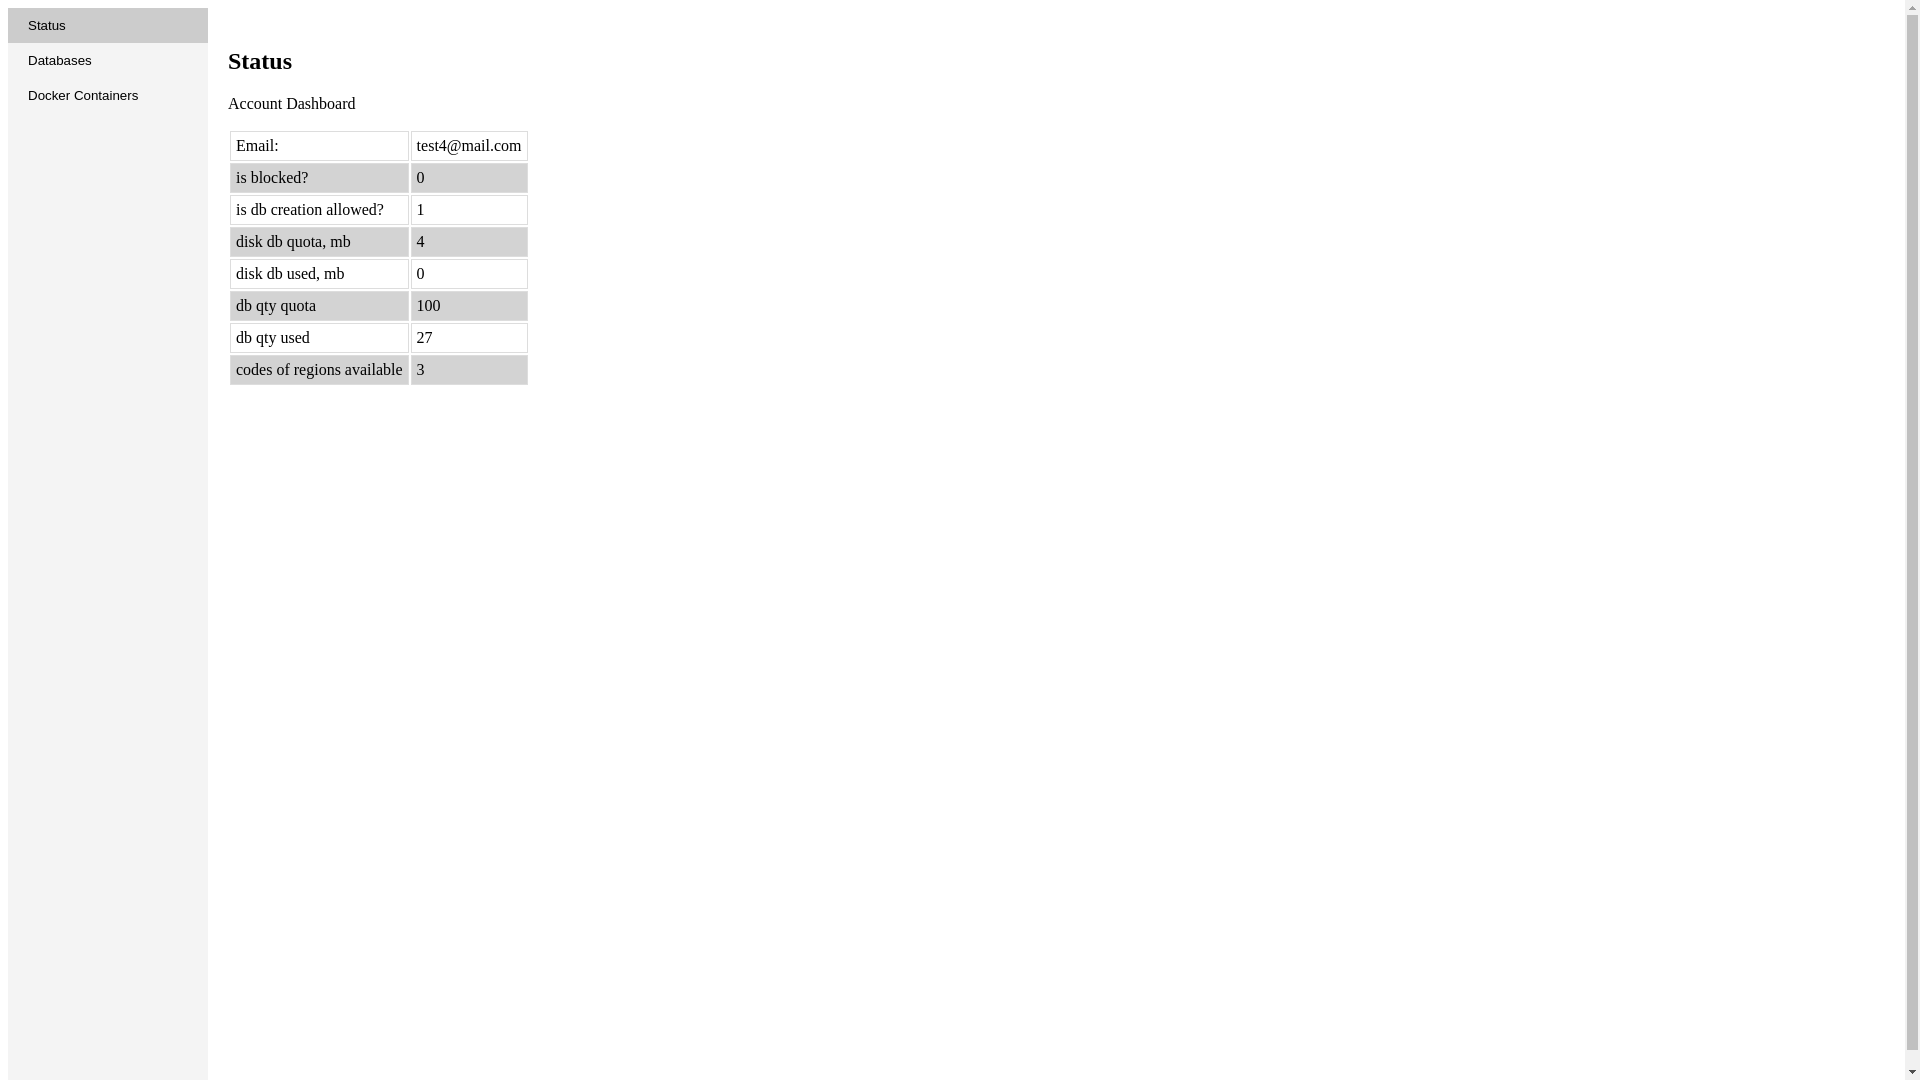 Status
Databases
Docker Containers
Status
Account Dashboard
Email: test4@mail.com
is blocked? 0
is db creation allowed? 1
disk db quota, mb 4
disk db used, mb 0
db qty quota 100
db qty used 27
codes of regions available 3